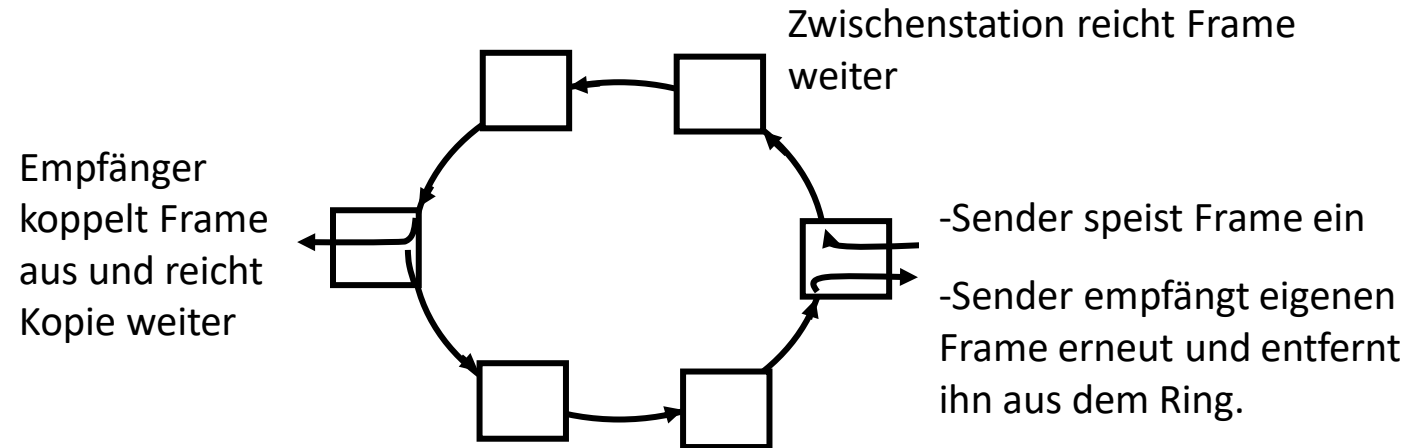 Zwischenstation reicht Frame
weiter
Empfänger
koppelt Frame
aus und reicht
Kopie weiter
-Sender speist Frame ein
-Sender empfängt eigenen
Frame erneut und entfernt
ihn aus dem Ring.